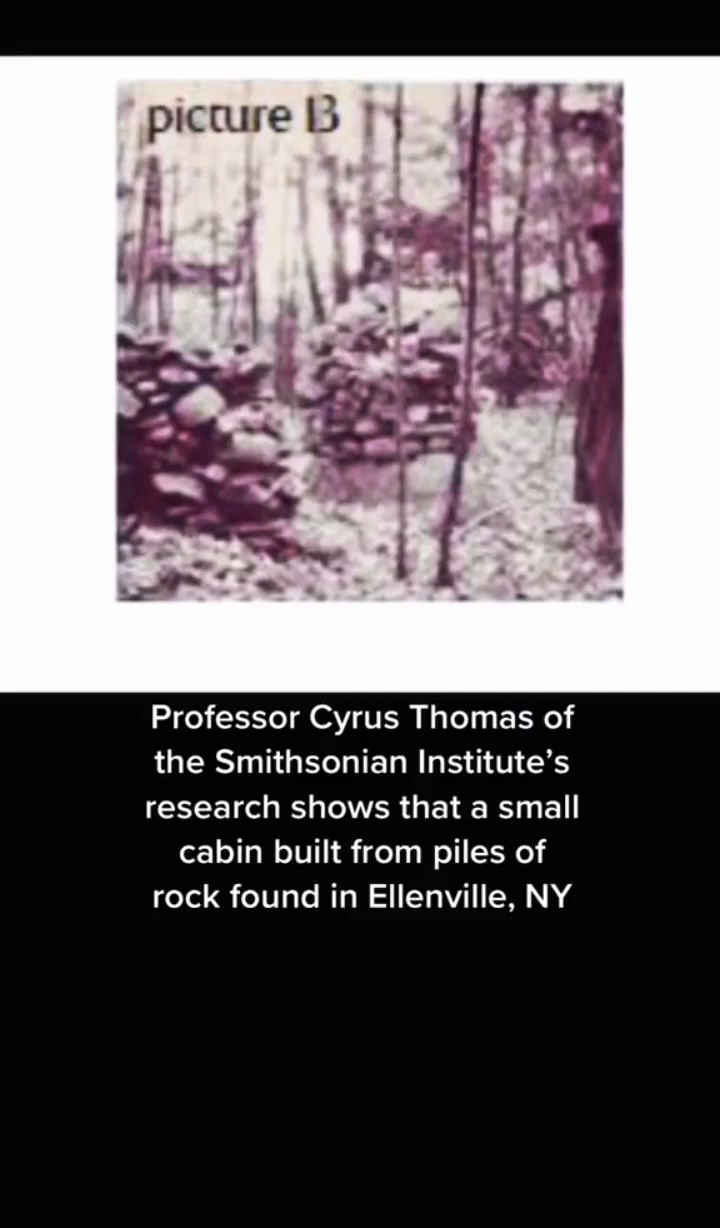 picture B
Professor Cyrus Thomas of
the Smithsonian Institute’s
research shows that a small
cabin built from piles of
rock found in Ellenville, NY